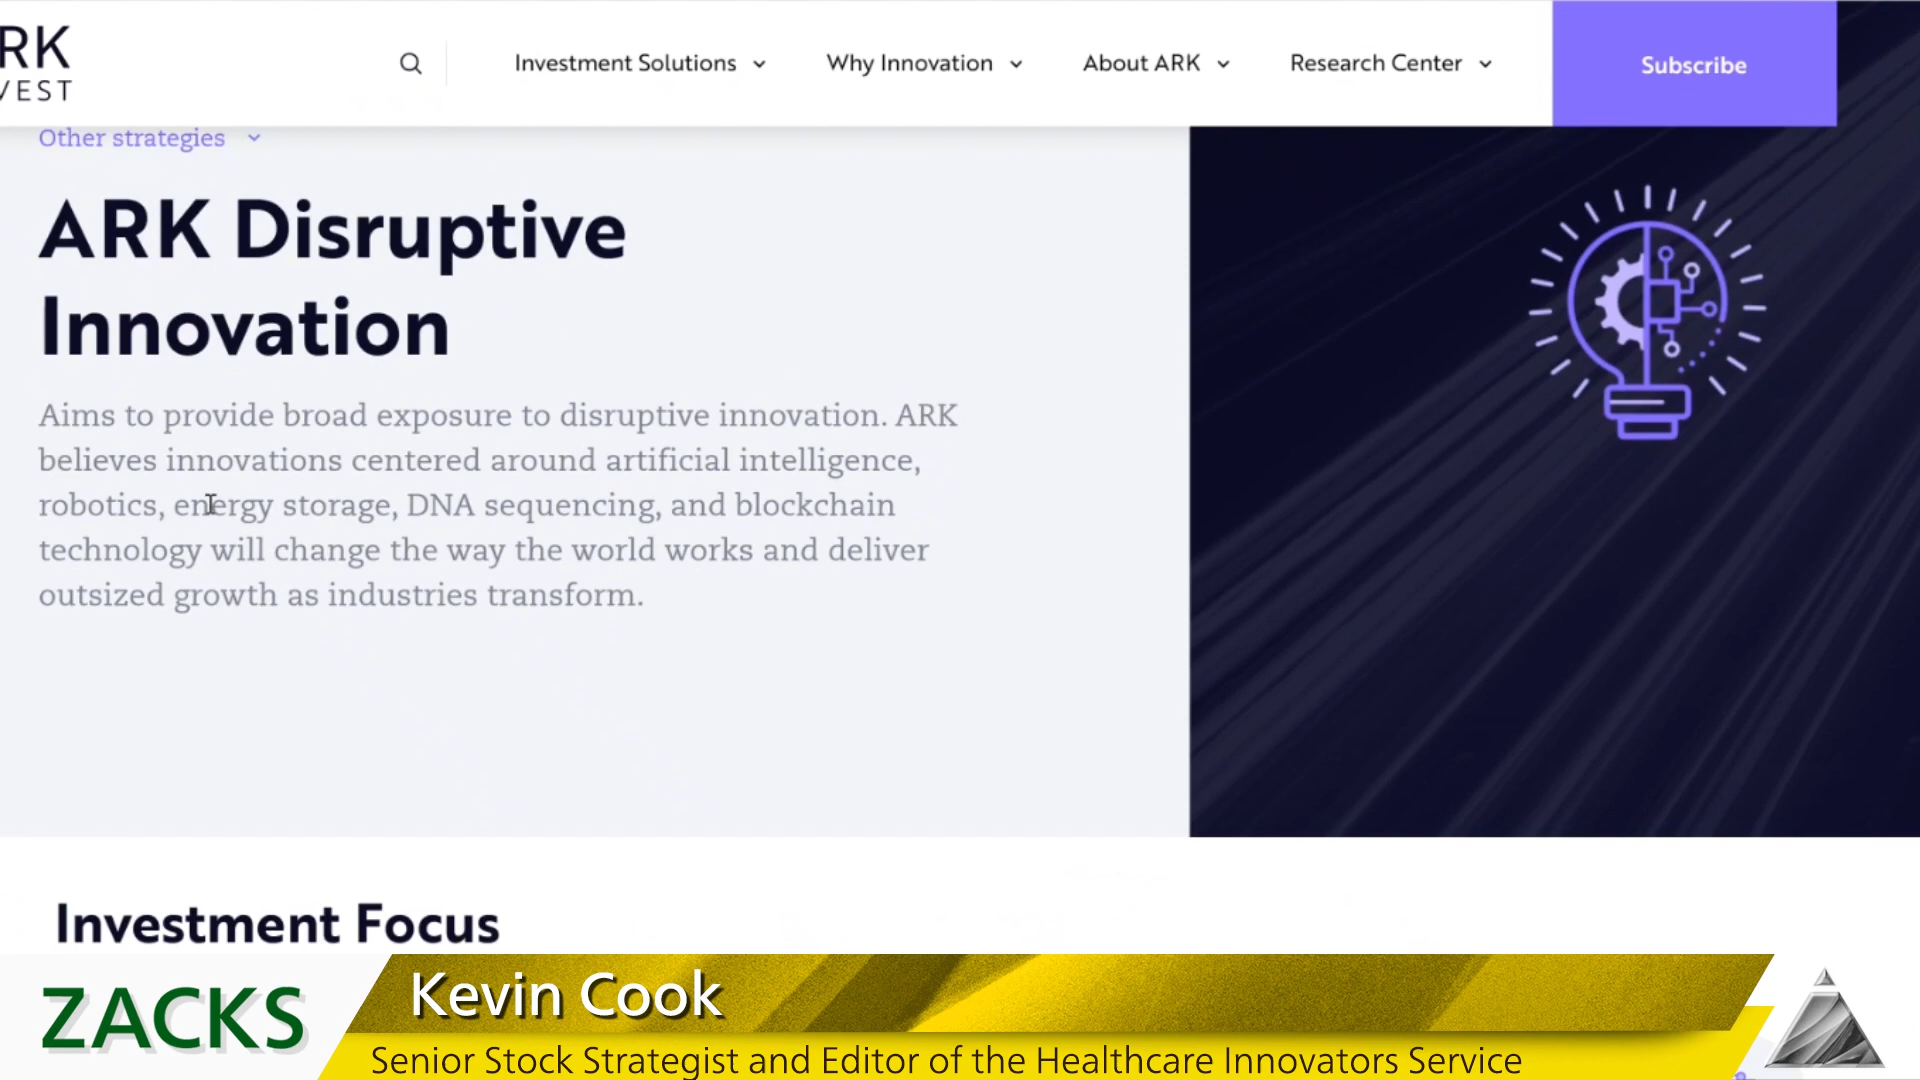 RK
VEST
Investment Solutions
Why Innovation
About ARK
Research Center
Subscribe
Other strategies
ARK Disruptive
Innovation
Aims to provide broad exposure to disruptive innovation. ARK
believes innovations centered around artificial intelligence,
robotics, energy storage, DNA sequencing, and blockchain
technology will change the way the world works and deliver
outsized growth as industries transform.
Investment Focus
ZACKS
Kevin Cook
Senior Stock Strategist and Editor of the Healthcare Innovators Service